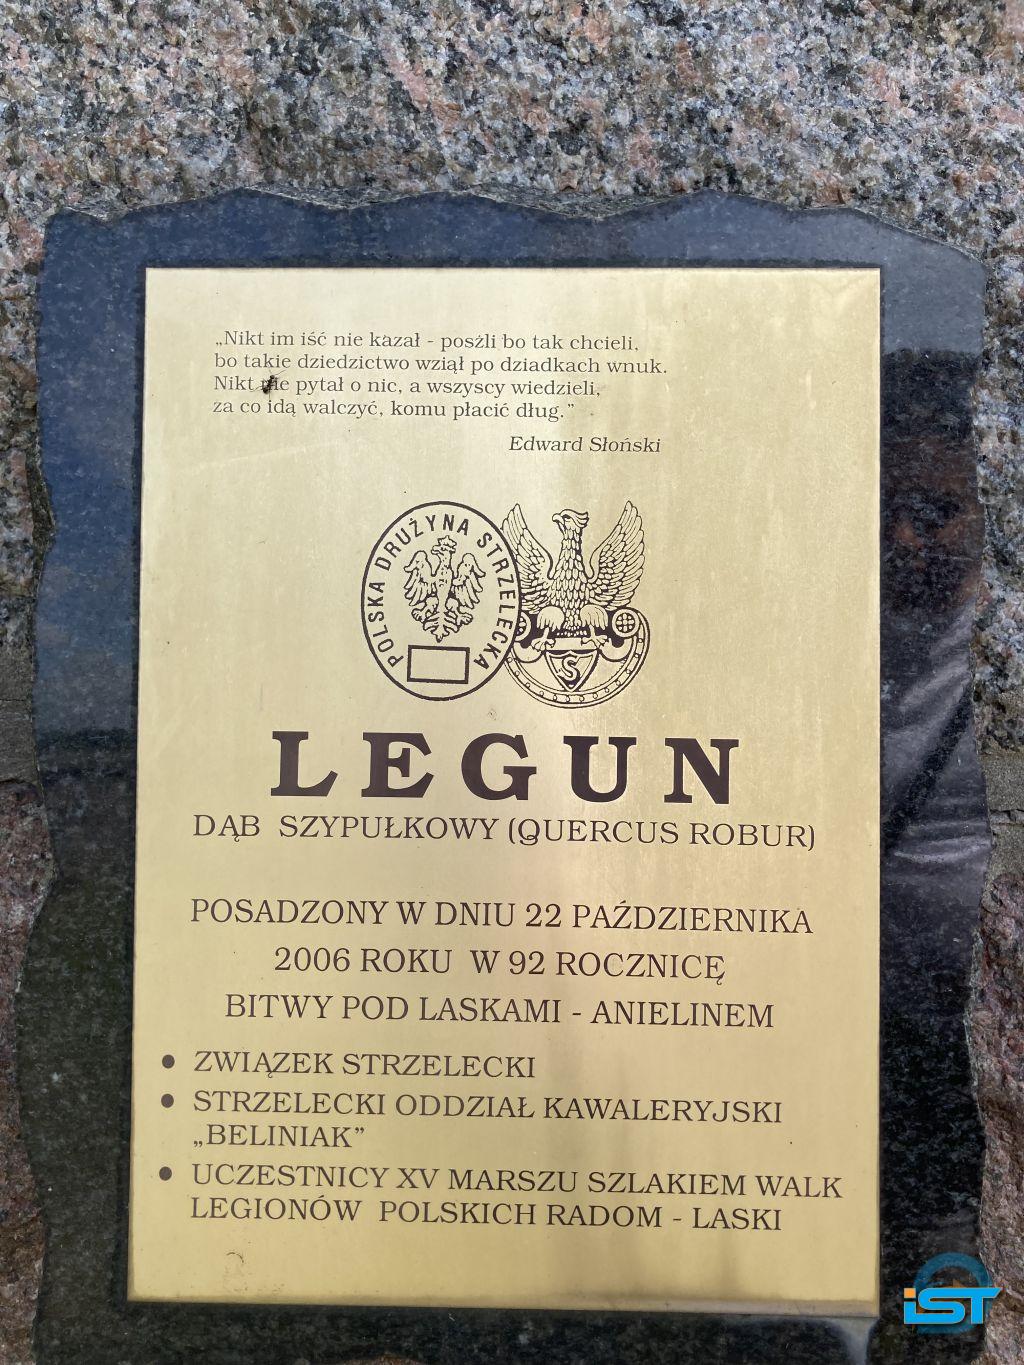 „Nikt im iść nie kazał - poszli bo tak chcieli,
bo takie dziedzictwo wziął po dziadkach wnuk.
Nikt nie pytał o nic, a wszyscy wiedzieli,
za co idą walczyć, komu płacić dług.”
Edward Słoński
POLSKA DRUŻYNA STRZELECKA
S
LEGUN
DĄB SZYPUŁKOWY (QUERCUS ROBUR)
POSADZONY W DNIU 22 PAŹDZIERNIKA
2006 ROKU W 92 ROCZNICĘ
BITWY POD LASKAMI - ANIELINEM
• ZWIĄZEK STRZELECKI
• STRZELECKI ODDZIAŁ KAWALERYJSKI
„BELINIAK”
• UCZESTNICY XV MARSZU SZLAKIEM WALK
LEGIONÓW POLSKICH RADOM - LASKI
iST